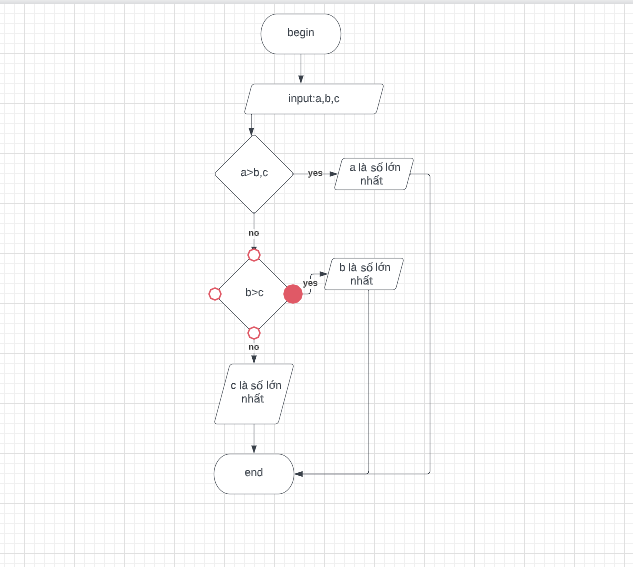 begin
input:a,b,c
a>b,c
yes
a là số lớn
nhất
no
b>c
yes
b là số lớn
nhất
no
c là số lớn
nhất
end